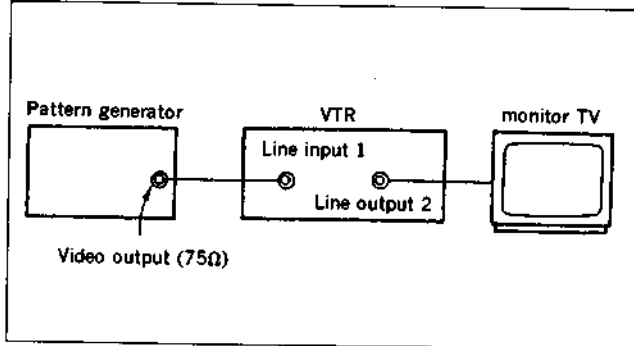 Pattern generator
VTR
monitor TV
Line input 1
Line output 2
Video output (75Ω)